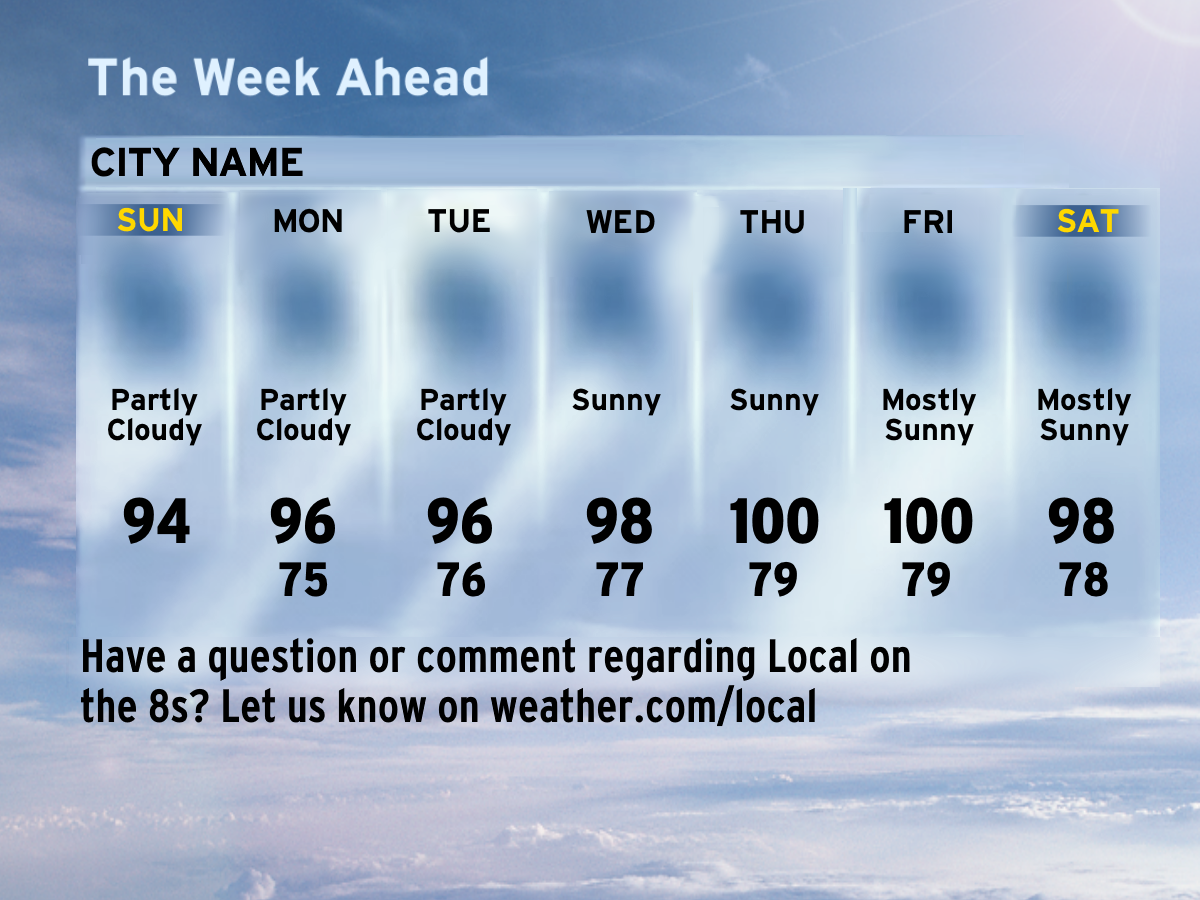 The Week Ahead
CITY NAME
SUN MON TUE WED THU FRI SAT
Partly Partly Partly Sunny Sunny Mostly Mostly
Cloudy Cloudy Cloudy Sunny Sunny
94 96 96 98 100 100 98
75 76 77 79 79 78
Have a question or comment regarding Local on
the 8s? Let us know on weather.com/local